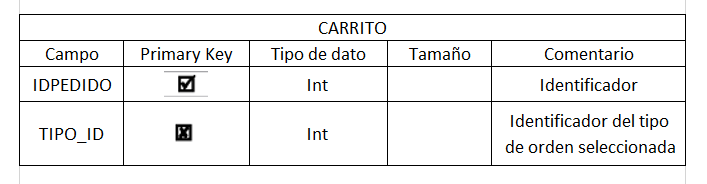 CARRITO
Campo Primary Key Tipo de dato Tamaño Comentario
IDPEDIDO Int Identificador
TIPO_ID Int Identificador del tipo
de orden seleccionada